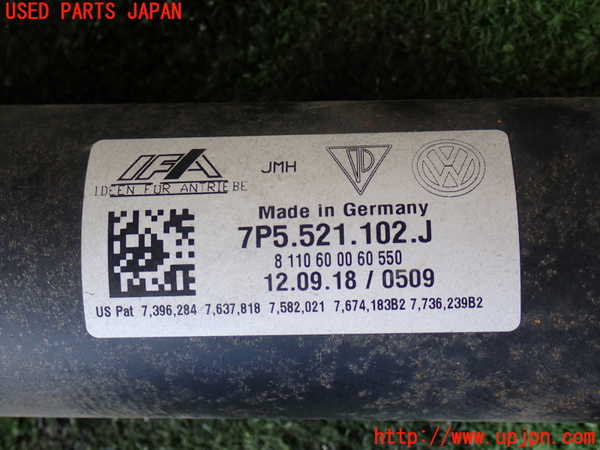 USED PARTS JAPAN
IFA
JMH
IDEEN FÜR ANTRIEBE
Made in Germany
7P5.521.102.J
8 110 60 00 60 550
12.09.18 / 0509
US Pat 7,396,284 7,637,818 7,582,021 7,674,183B2 7,736,239B2
http://www.upjpn.com